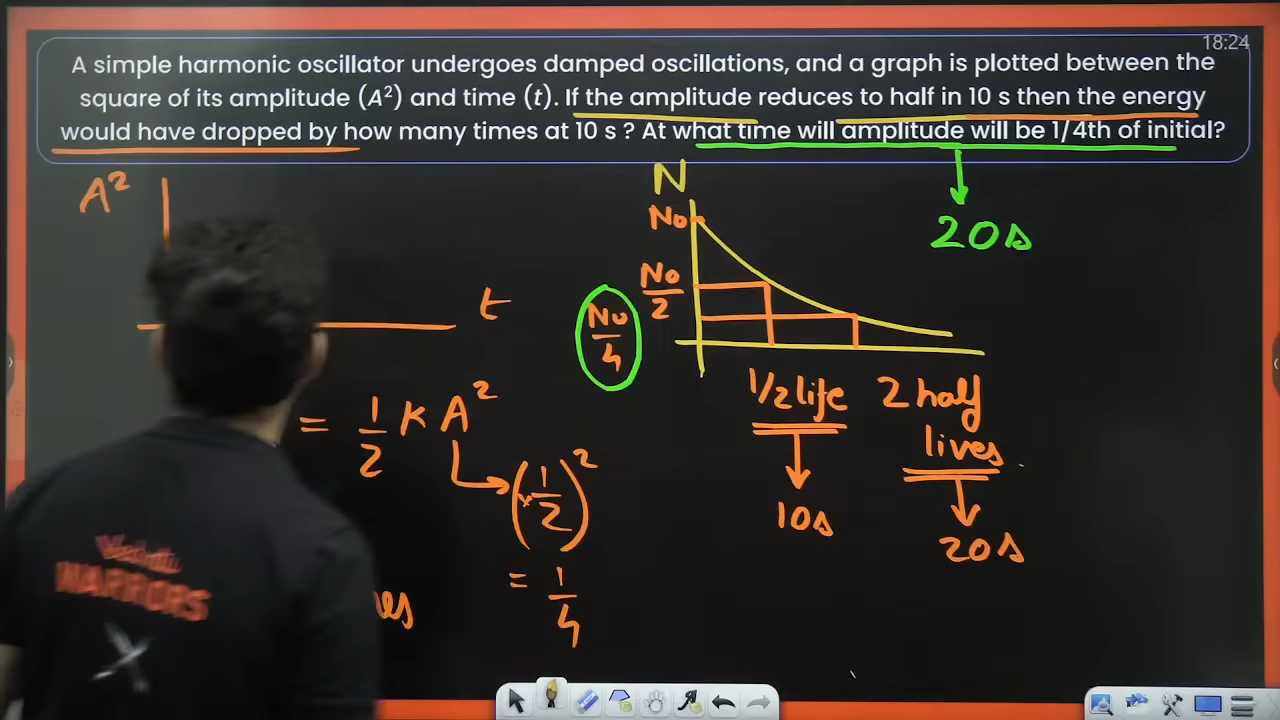 18:24
A simple harmonic oscillator undergoes damped oscillations, and a graph is plotted between the
square of its amplitude (A²) and time (t). If the amplitude reduces to half in 10 s then the energy
would have dropped by how many times at 10 s ? At what time will amplitude will be 1/4th of initial?
A²
t
= 1/2 K A²
(× 1/2)²
= 1/4
N
N₀
N₀/2
N₀/4
1/2 life
10s
2 half
lives
20s
20s
WARRIORS